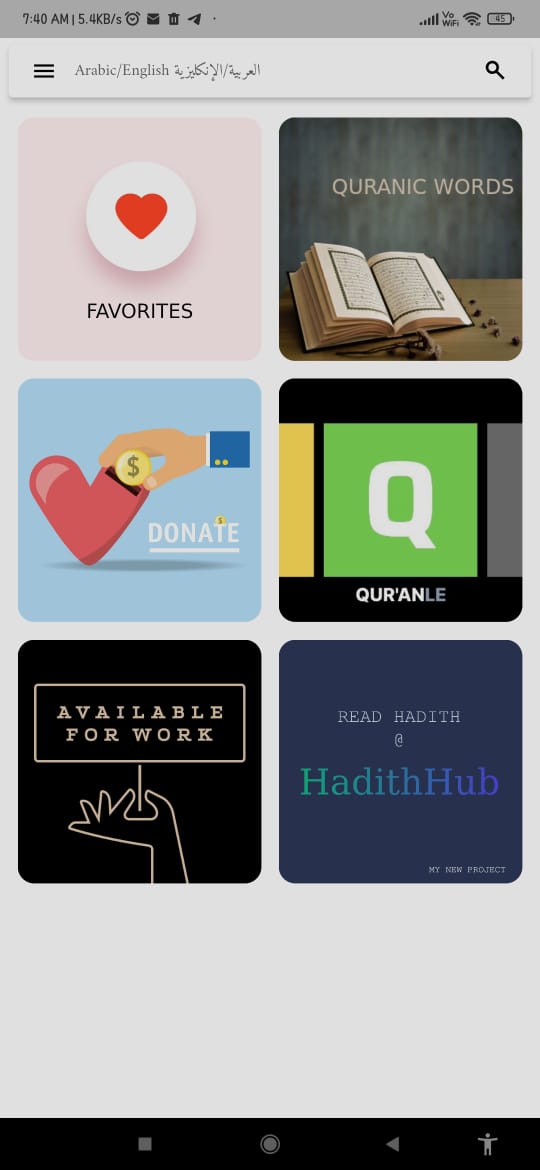 7:40 AM | 5.4KB/s
Vo
WiFi
45
Arabic/English العربية/الإنكليزية
FAVORITES
QURANIC WORDS
$
$
DONATE
Q
QUR'ANLE
AVAILABLE
FOR WORK
READ HADITH
@
HadithHub
MY NEW PROJECT